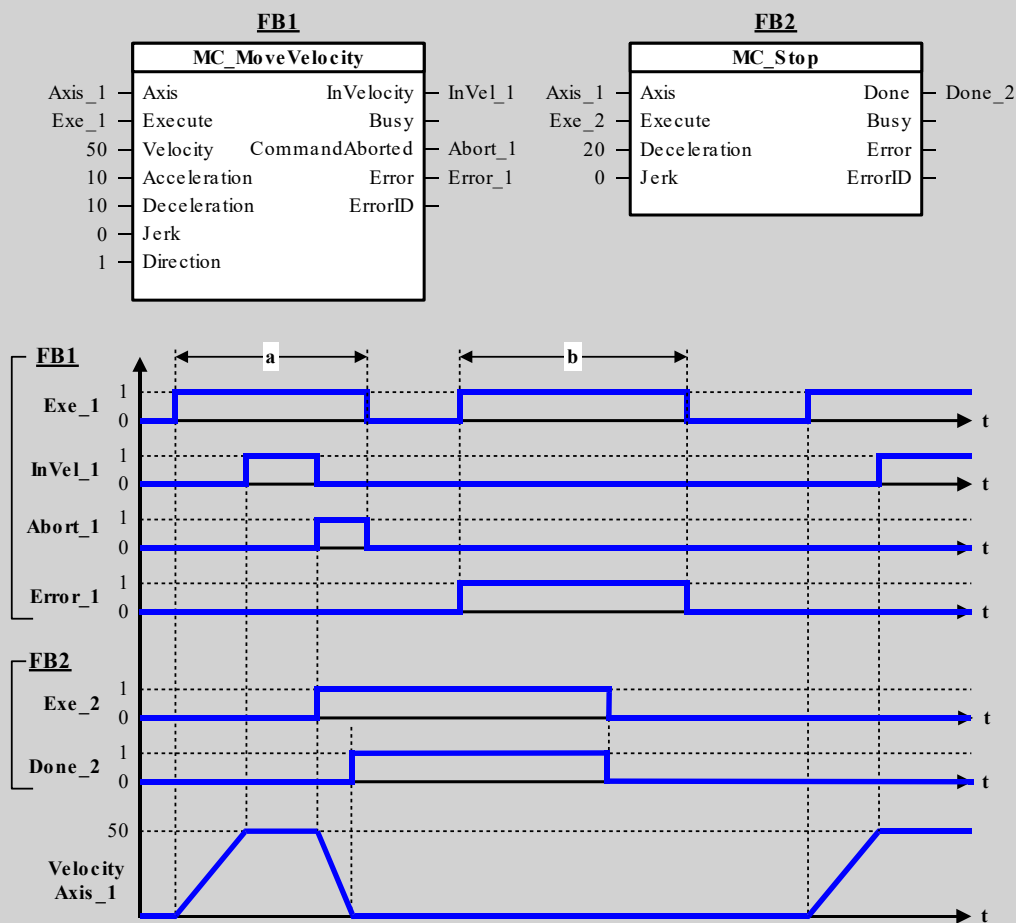 FB1 FB2
MC_MoveVelocity MC_Stop
Axis_1 Axis InVelocity InVel_1 Axis_1 Axis Done Done_2
Exe_1 Execute Busy Exe_2 Execute Busy
50 Velocity CommandAborted Abort_1 20 Deceleration Error
10 Acceleration Error Error_1 0 Jerk ErrorID
10 Deceleration ErrorID
0 Jerk
1 Direction
FB1
a b
1
Exe_1
0 t
1
InVel_1
0 t
1
Abort_1
0 t
1
Error_1
0 t
FB2
1
Exe_2
0 t
1
Done_2
0 t
50
Velocity
Axis_1
t